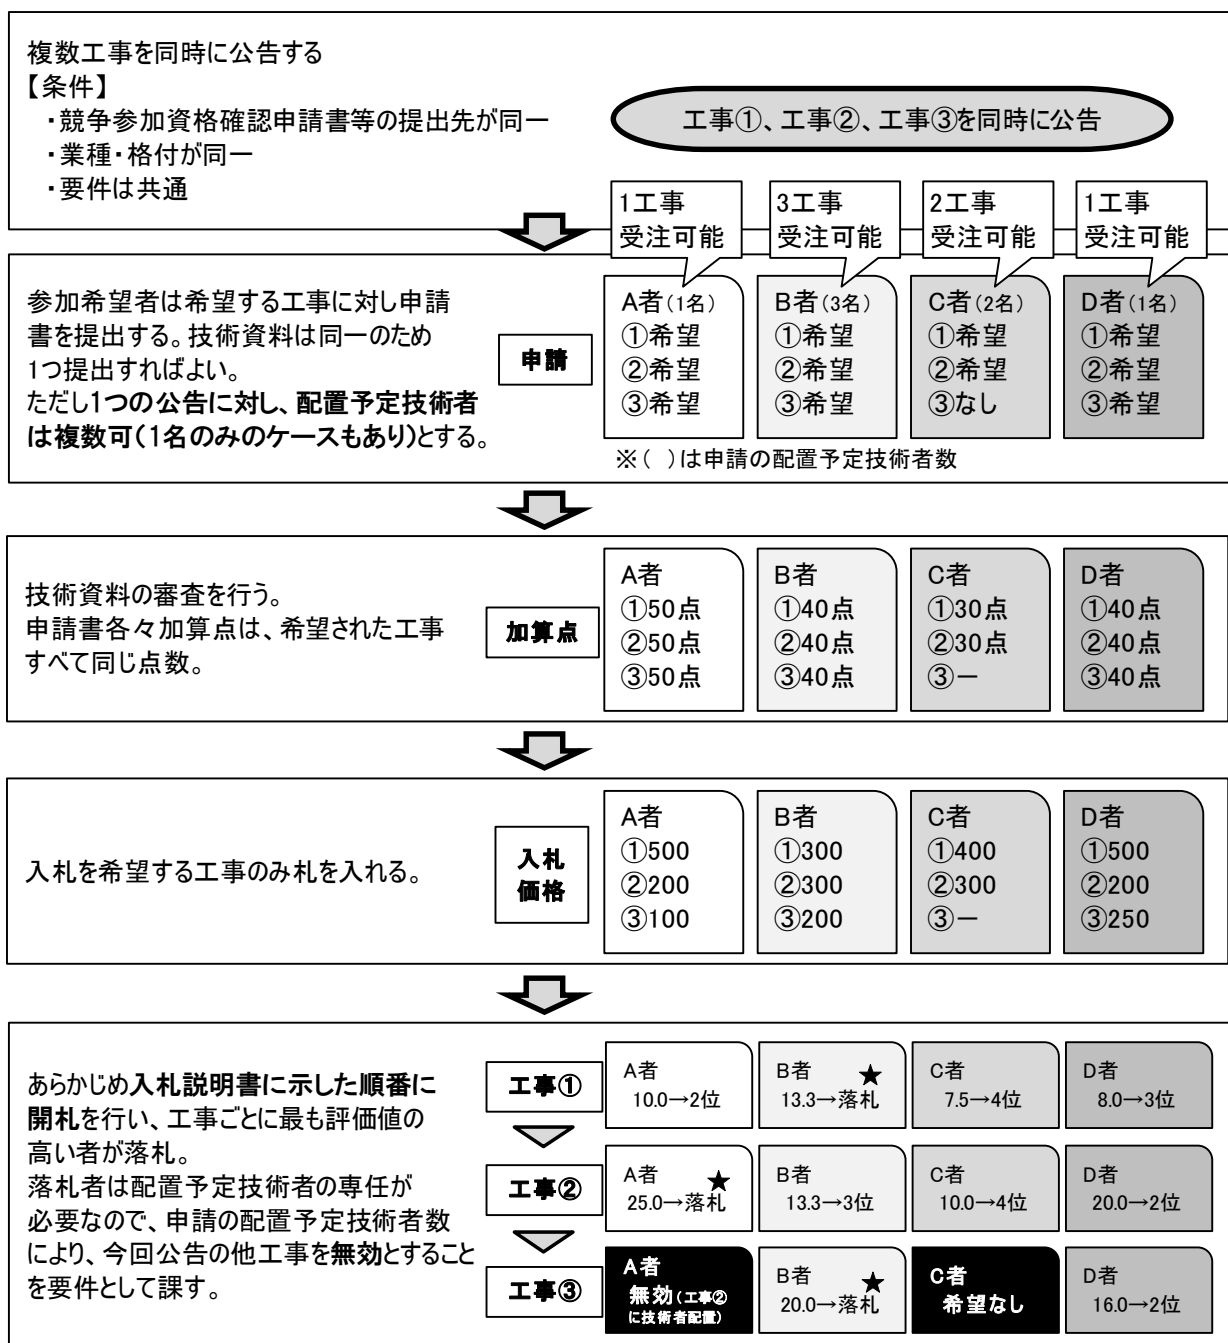 複数工事を同時に公告する
【条件】
・競争参加資格確認申請書等の提出先が同一
・業種・格付が同一
・要件は共通
工事①、工事②、工事③を同時に公告
1工事
受注可能
3工事
受注可能
2工事
受注可能
1工事
受注可能
参加希望者は希望する工事に対し申請
書を提出する。技術資料は同一のため
1つ提出すればよい。
ただし1つの公告に対し、配置予定技術者
は複数可(1名のみのケースもあり)とする。
申請
A者(1名)
①希望
②希望
③希望
B者(3名)
①希望
②希望
③希望
C者(2名)
①希望
②希望
③なし
D者(1名)
①希望
②希望
③希望
※( )は申請の配置予定技術者数
技術資料の審査を行う。
申請書各々加算点は、希望された工事
すべて同じ点数。
加算点
A者
①50点
②50点
③50点
B者
①40点
②40点
③40点
C者
①30点
②30点
③ー
D者
①40点
②40点
③40点
入札を希望する工事のみ札を入れる。
入札
価格
A者
①500
②200
③100
B者
①300
②300
③200
C者
①400
②300
③ー
D者
①500
②200
③250
あらかじめ入札説明書に示した順番に
開札を行い、工事ごとに最も評価値の
高い者が落札。
落札者は配置予定技術者の専任が
必要なので、申請の配置予定技術者数
により、今回公告の他工事を無効とすること
を要件として課す。
工事①
A者
10.0→2位
B者 ★
13.3→落札
C者
7.5→4位
D者
8.0→3位
工事②
A者 ★
25.0→落札
B者
13.3→3位
C者
10.0→4位
D者
20.0→2位
工事③
A者
無効(工事②
に技術者配置)
B者 ★
20.0→落札
C者
希望なし
D者
16.0→2位